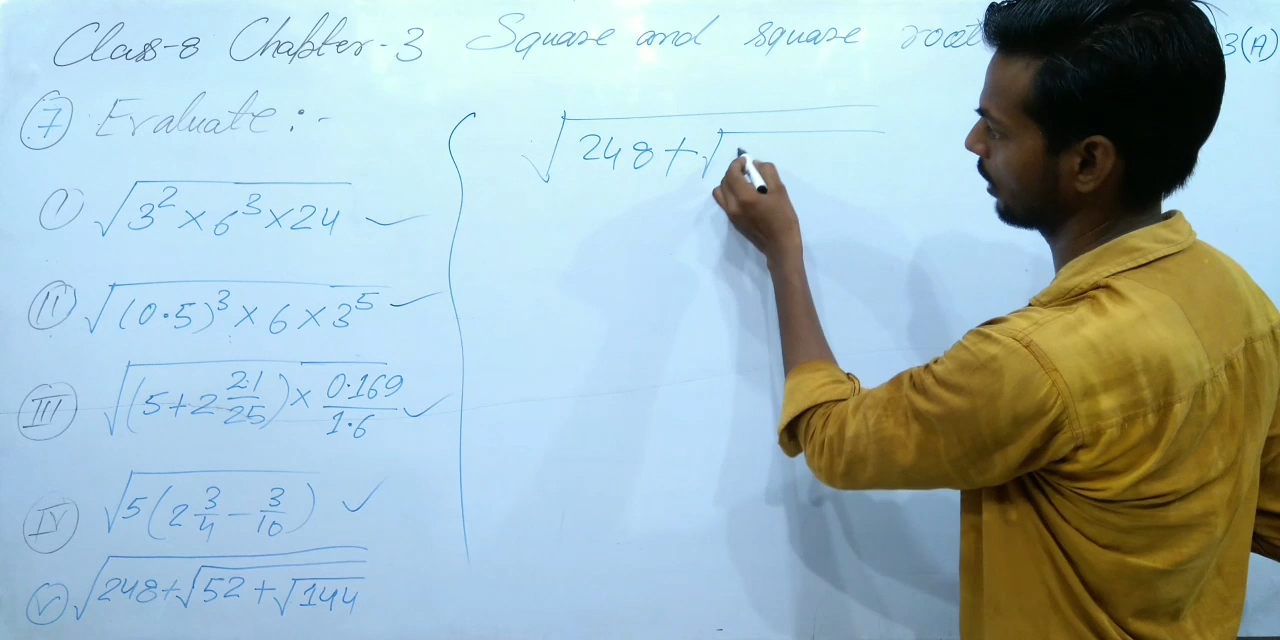 Class-8 Chapter-3 Square and square root 3(A)
7 Evaluate :-
I √(3² × 6³ × 24)
II √((0.5)³ × 6 × 3⁵)
III √((5 + 2 21/25) × 0.169/1.6)
IV √(5(2 3/4 - 3/10))
V √(248 + √(52 + √144))
√(248 + √